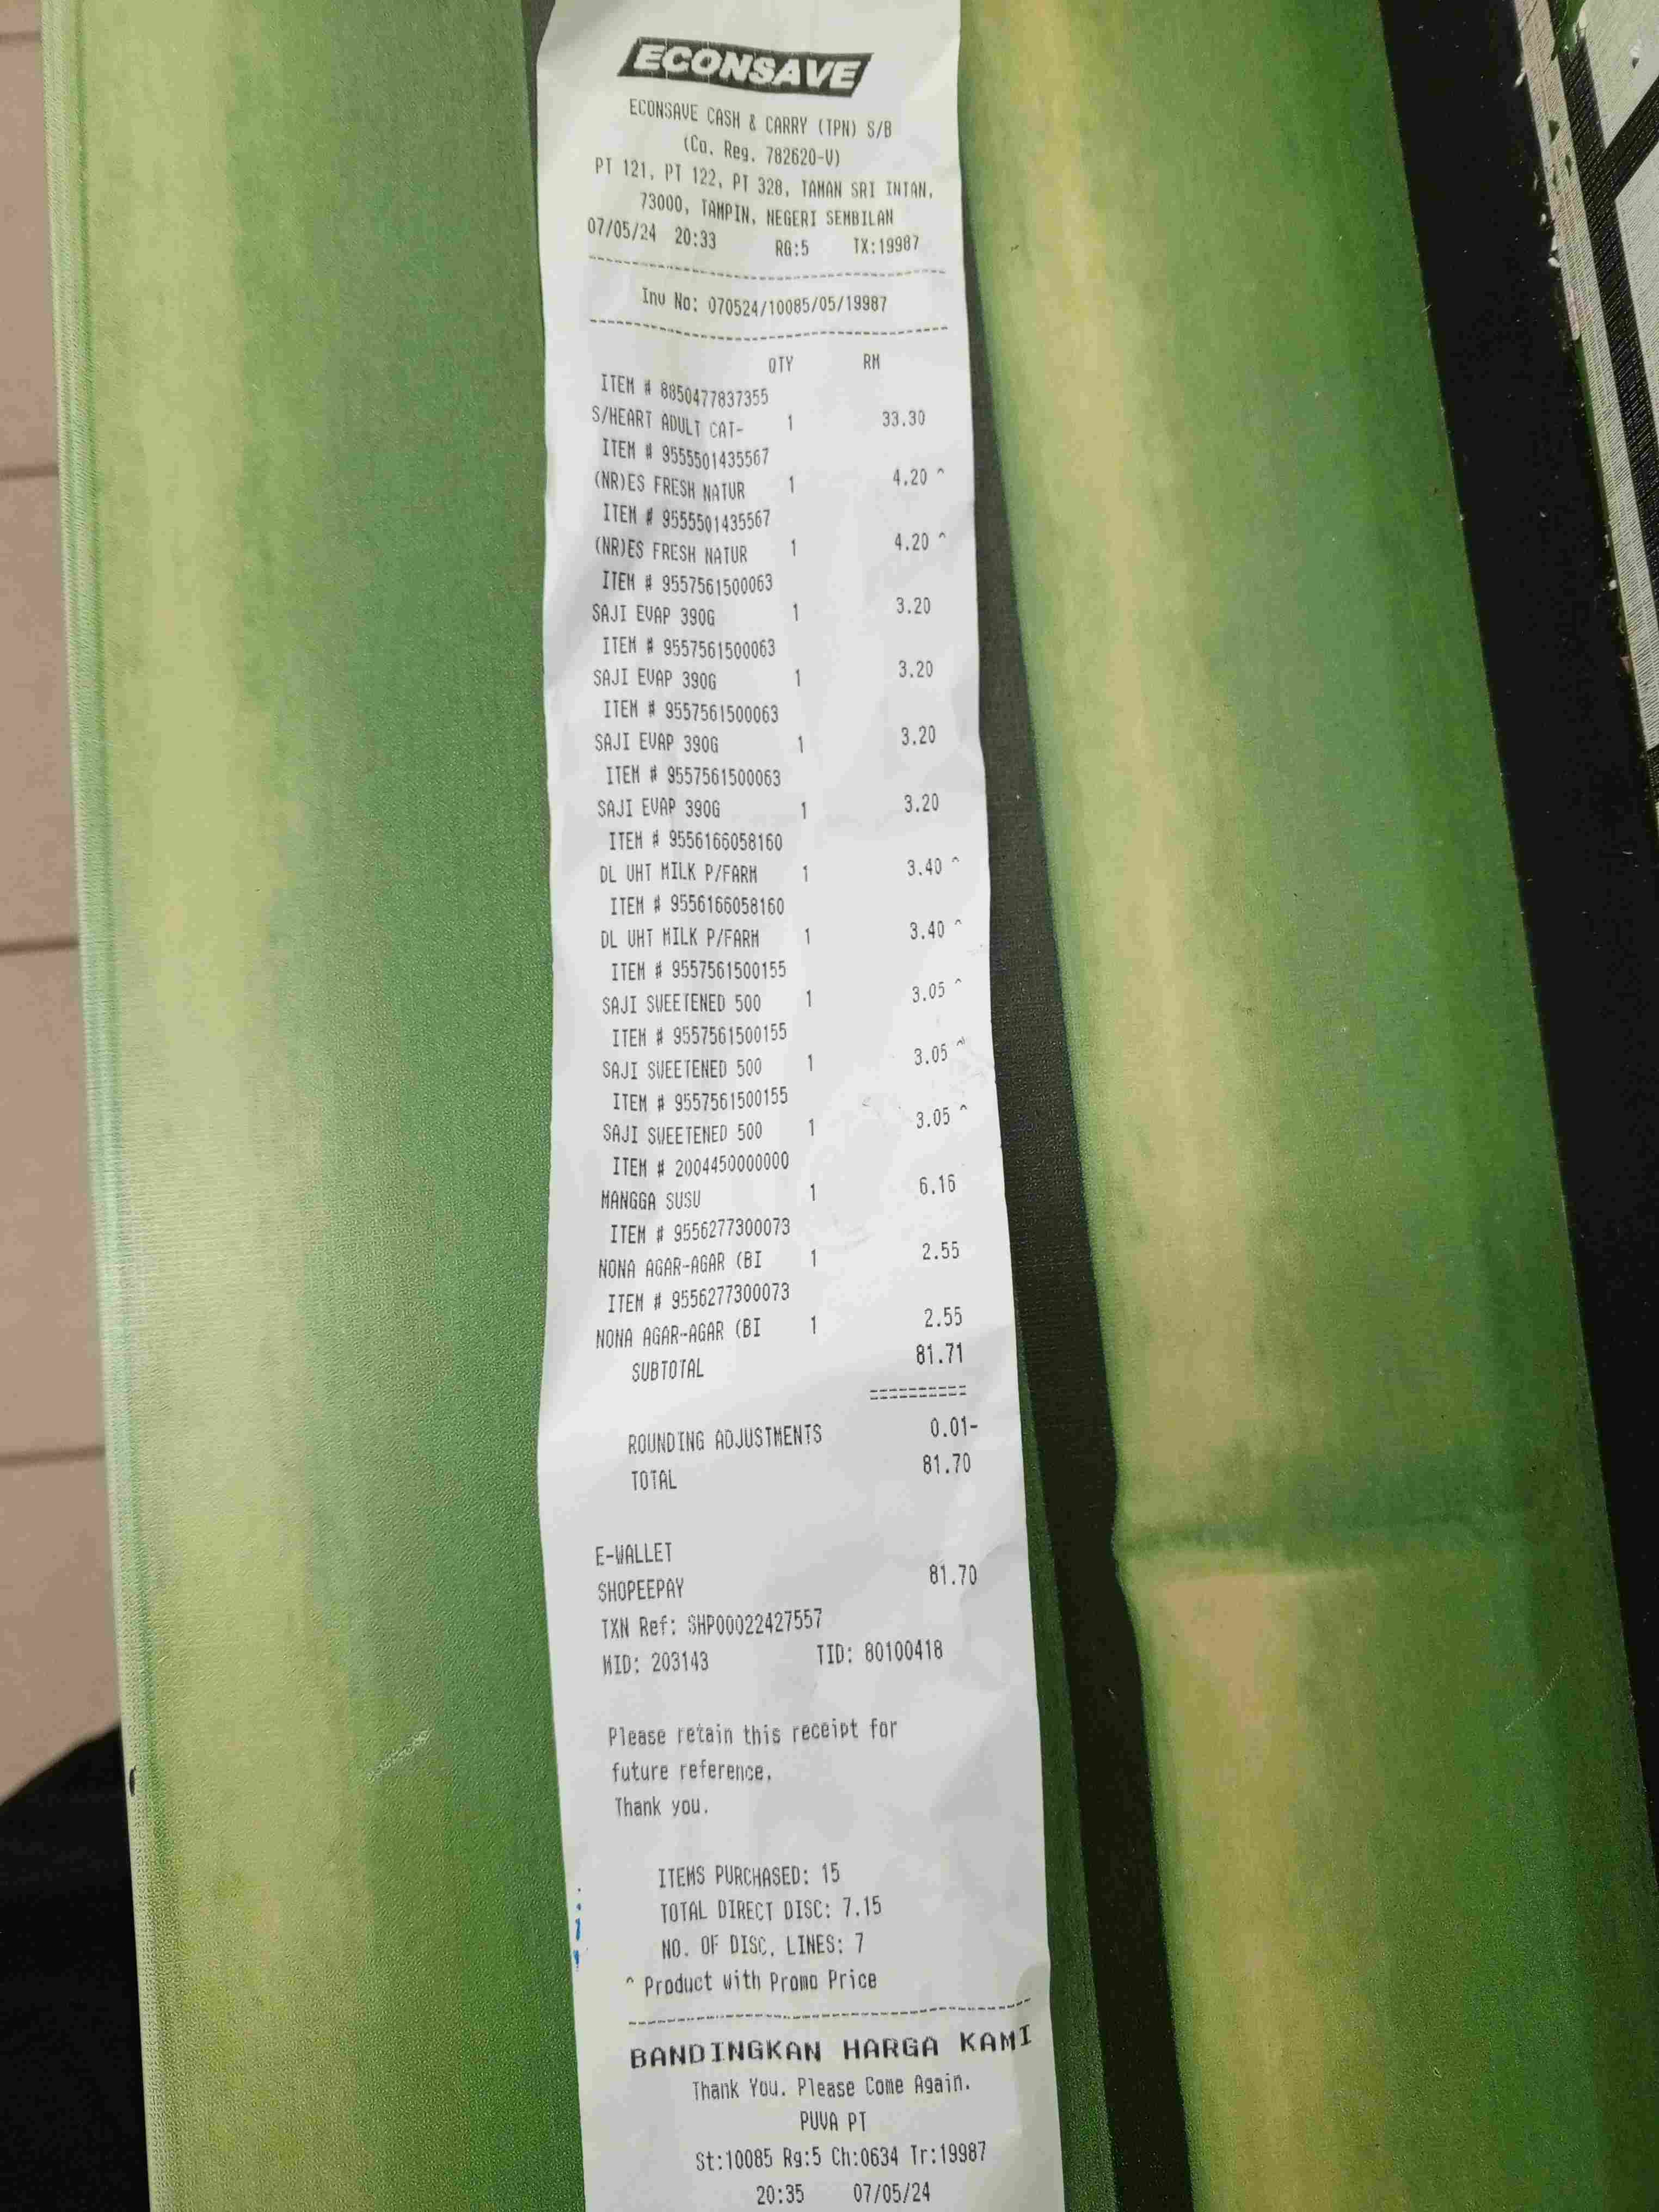 ECONSAVE
ECONSAVE CASH & CARRY (TPN) S/B
(Co. Reg. 782620-V)
PT 121, PT 122, PT 328, TAMAN SRI INTAN,
73000, TAMPIN, NEGERI SEMBILAN
07/05/24 20:33 RG:5 TX:19987
Inv No: 070524/10085/05/19987
QTY RM
ITEM # 8850477837355
S/HEART ADULT CAT- 1 33.30
ITEM # 9555501435567
(NR)ES FRESH NATUR 1 4.20 ^
ITEM # 9555501435567
(NR)ES FRESH NATUR 1 4.20 ^
ITEM # 9557561500063
SAJI EVAP 390G 1 3.20
ITEM # 9557561500063
SAJI EVAP 390G 1 3.20
ITEM # 9557561500063
SAJI EVAP 390G 1 3.20
ITEM # 9557561500063
SAJI EVAP 390G 1 3.20
ITEM # 9556166058160
DL UHT MILK P/FARM 1 3.40 ^
ITEM # 9556166058160
DL UHT MILK P/FARM 1 3.40 ^
ITEM # 9557561500155
SAJI SWEETENED 500 1 3.05 ^
ITEM # 9557561500155
SAJI SWEETENED 500 1 3.05 ^
ITEM # 9557561500155
SAJI SWEETENED 500 1 3.05 ^
ITEM # 2004450000000
MANGGA SUSU 1 6.16
ITEM # 9556277300073
NONA AGAR-AGAR (BI 1 2.55
ITEM # 9556277300073
NONA AGAR-AGAR (BI 1 2.55
SUBTOTAL 81.71
==========
ROUNDING ADJUSTMENTS 0.01-
TOTAL 81.70
E-WALLET
SHOPEEPAY 81.70
TXN Ref: SHP00022427557
MID: 203143 TID: 80100418
Please retain this receipt for
future reference.
Thank you.
ITEMS PURCHASED: 15
TOTAL DIRECT DISC: 7.15
NO. OF DISC. LINES: 7
^ Product with Promo Price
BANDINGKAN HARGA KAMI
Thank You. Please Come Again.
PUVA PT
St:10085 Rg:5 Ch:0634 Tr:19987
20:35 07/05/24